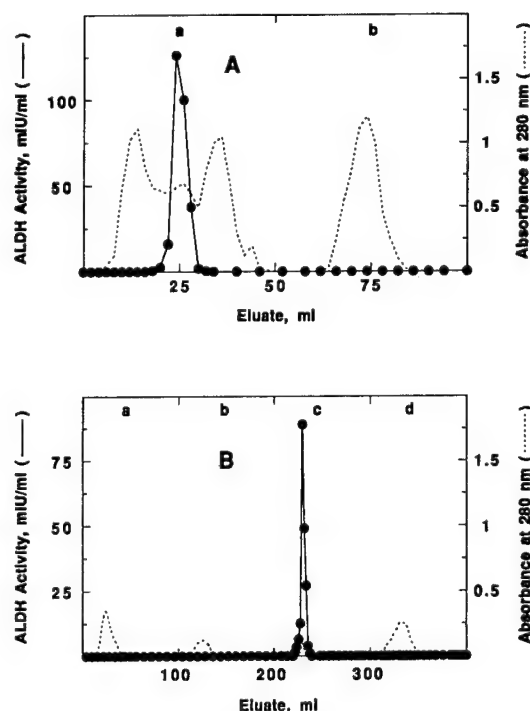 a
b
A
ALDH Activity, mIU/ml (—)
100
50
1.5
1
0.5
Absorbance at 280 nm (....)
25
50
75
Eluate, ml
a
b
c
d
B
ALDH Activity, mIU/ml (—)
75
50
25
1.5
1
0.5
Absorbance at 280 nm (....)
100
200
300
Eluate, ml